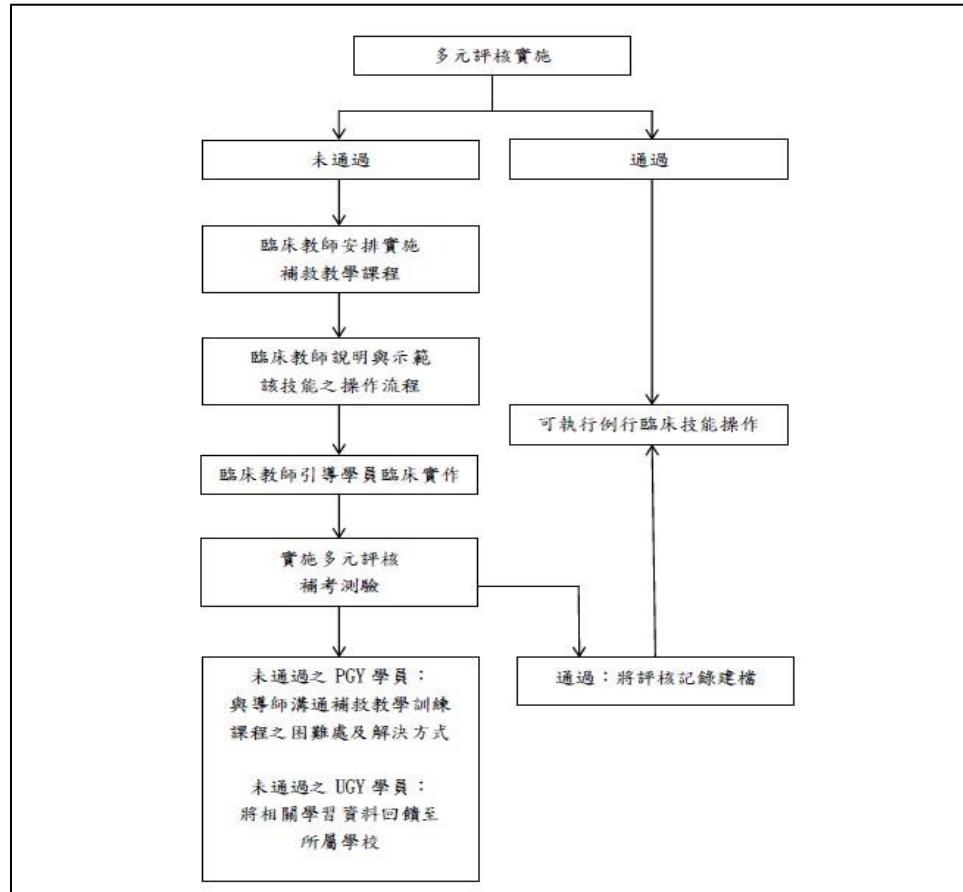 多元評核實施
未通過
通過
臨床教師安排實施
補救教學課程
臨床教師說明與示範
該技能之操作流程
可執行例行臨床技能操作
臨床教師引導學員臨床實作
實施多元評核
補考測驗
未通過之 PGY 學員：
與導師溝通補救教學訓練
課程之困難處及解決方式
未通過之 UGY 學員：
將相關學習資料回饋至
所屬學校
通過：將評核記錄建檔